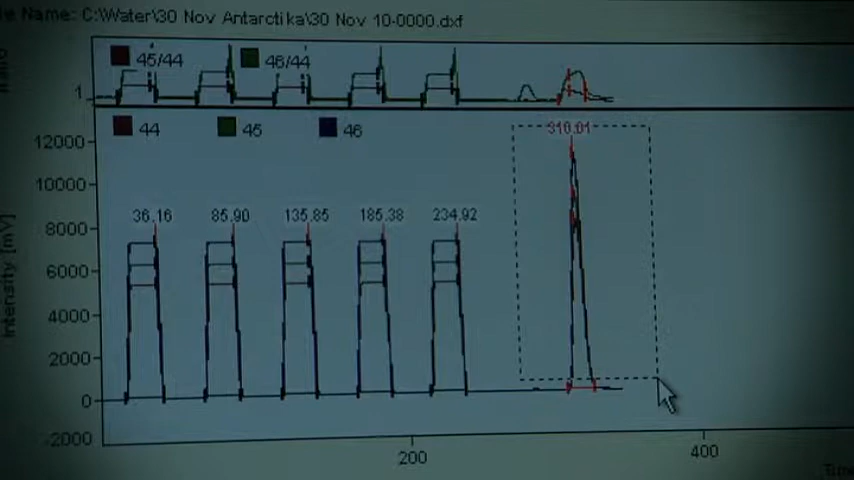 le Name: C:\Water\30 Nov Antarctika\30 Nov 10-0000.dxf
45/44 46/44
1
44 45 46
Intensity [mV]
12000
10000
8000
6000
4000
2000
0
-2000
36.16 85.90 135.85 185.38 234.92 310.01
200 400